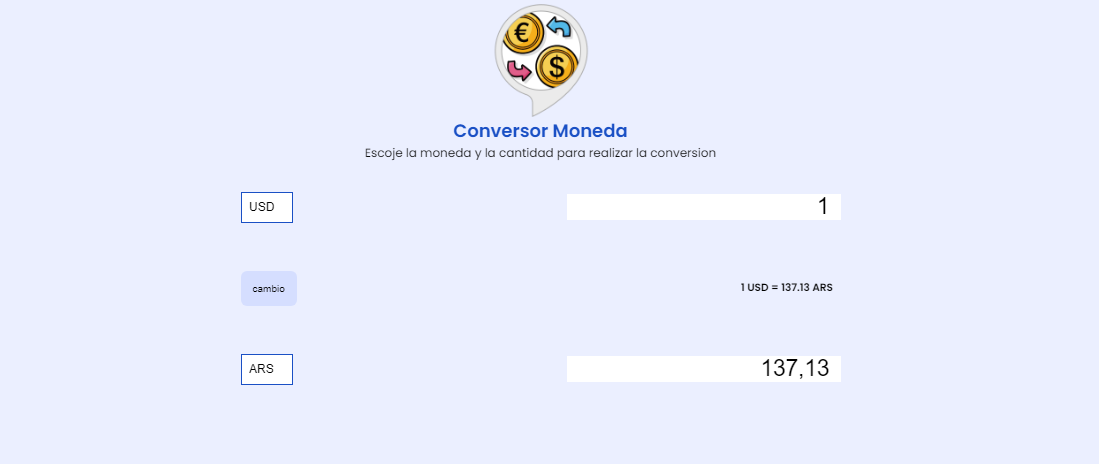 €
$
Conversor Moneda
Escoje la moneda y la cantidad para realizar la conversion
USD
1
cambio
1 USD = 137.13 ARS
ARS
137,13